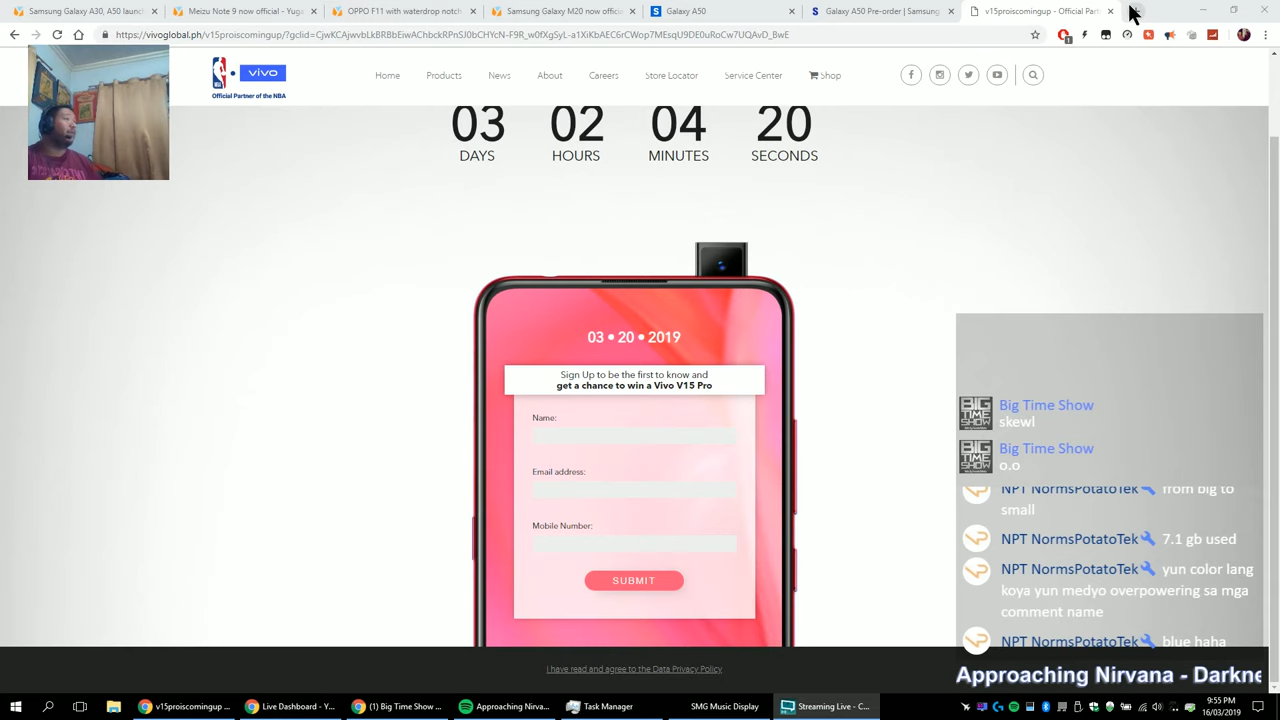 Samsung Galaxy A30, A50 launch
Meizu Note 9 now official - Yuga
OPPO F11 with waterdrop notch
Samsung Galaxy M20 now offici
Galaxy A50
Galaxy A50 Pre-order | Samsung
v15proiscomingup - Official Part
https://vivoglobal.ph/v15proiscomingup/?gclid=
NBA
vivo
Official Partner of the NBA
Home
Products
News
About
Careers
Store Locator
Service Center
Shop
03 02 04 20
DAYS HOURS MINUTES SECONDS
03 • 20 • 2019
Sign Up to be the first to know and
get a chance to win a Vivo V15 Pro
Name:
Email address:
Mobile Number:
SUBMIT
I have read and agree to the Data Privacy Policy
BIG TIME SHOW
Big Time Show
skewl
BIG TIME SHOW
Big Time Show
o.o
NPT NormsPotatoTek from big to
small
NPT NormsPotatoTek 7.1 gb used
NPT NormsPotatoTek yun color lang
koya yun medyo overpowering sa mga
comment name
NPT NormsPotatoTek blue haha
Approaching Nirvana - Darkne
v15proiscomingup ...
Live Dashboard - Y...
(1) Big Time Show ...
Approaching Nirva...
Task Manager
SMG Music Display
Streaming Live - C...
9:55 PM
16/03/2019